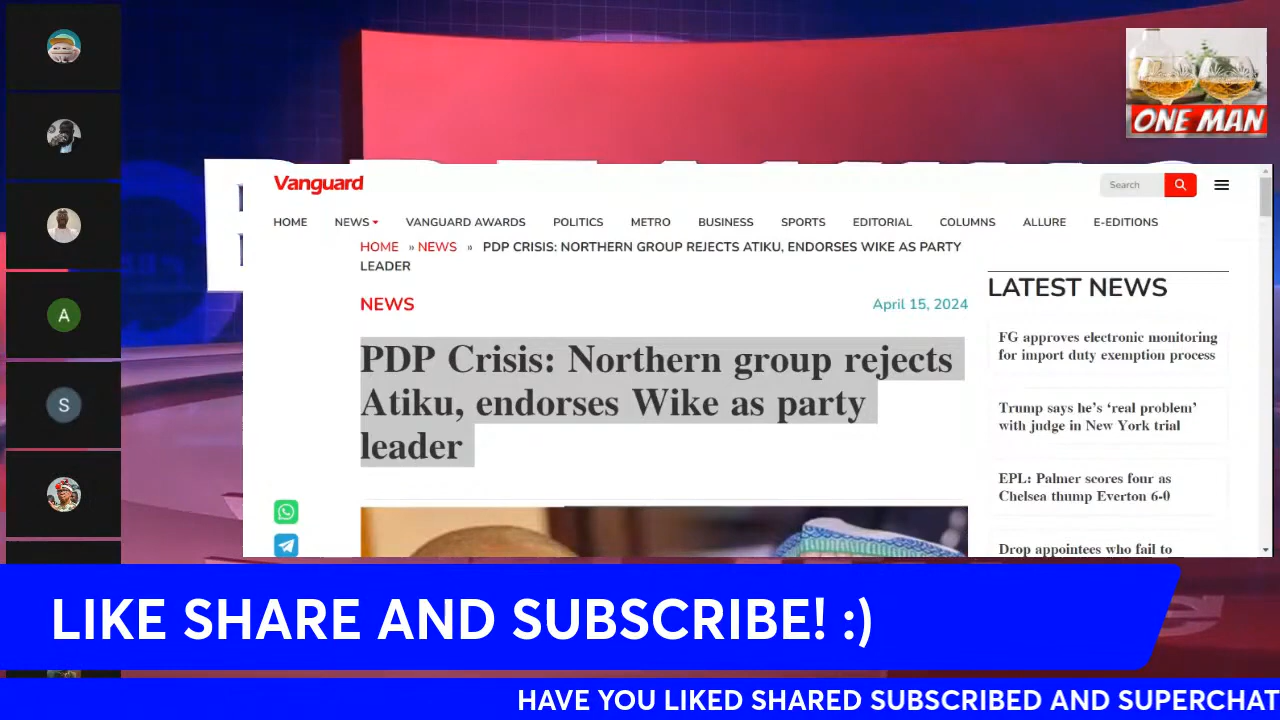 ONE MAN
Vanguard
Search
HOME NEWS VANGUARD AWARDS POLITICS METRO BUSINESS SPORTS EDITORIAL COLUMNS ALLURE E-EDITIONS
HOME » NEWS » PDP CRISIS: NORTHERN GROUP REJECTS ATIKU, ENDORSES WIKE AS PARTY
LEADER
NEWS
April 15, 2024
PDP Crisis: Northern group rejects
Atiku, endorses Wike as party
leader
LATEST NEWS
FG approves electronic monitoring
for import duty exemption process
Trump says he’s ‘real problem’
with judge in New York trial
EPL: Palmer scores four as
Chelsea thump Everton 6-0
Drop appointees who fail to
A
S
LIKE SHARE AND SUBSCRIBE! :)
HAVE YOU LIKED SHARED SUBSCRIBED AND SUPERCHAT